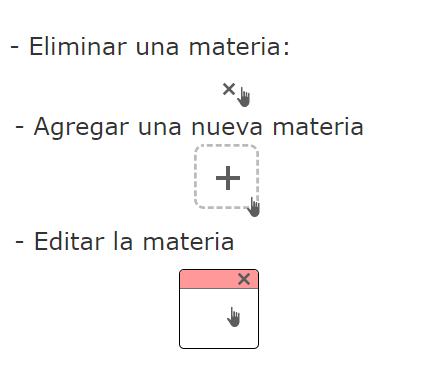 - Eliminar una materia:
- Agregar una nueva materia
- Editar la materia